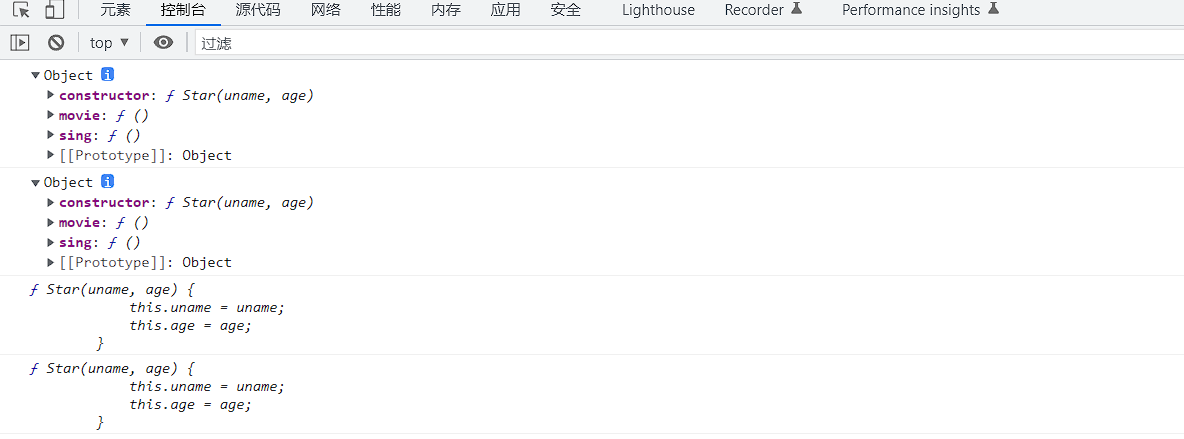 元素 控制台 源代码 网络 性能 内存 应用 安全 Lighthouse Recorder Performance insights
top ▼ 过滤
▼Object i
▶constructor: ƒ Star(uname, age)
▶movie: ƒ ()
▶sing: ƒ ()
▶[[Prototype]]: Object
▼Object i
▶constructor: ƒ Star(uname, age)
▶movie: ƒ ()
▶sing: ƒ ()
▶[[Prototype]]: Object
ƒ Star(uname, age) {
this.uname = uname;
this.age = age;
}
ƒ Star(uname, age) {
this.uname = uname;
this.age = age;
}